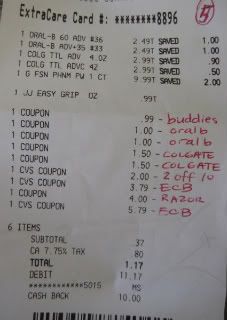 ExtraCare Card #: *********8896
5
1 ORAL-B 60 ADV #36 2.49T SAVED 1.00
1 ORAL-B ADV+35 #33 2.49T SAVED 1.00
1 COLG TTL ADV 4.02 2.99T SAVED .90
1 COLG TTL ADVC 42 2.99T SAVED .50
1 G FSN PHNM PW 1 CT 9.99T SAVED 2.00
1 JJ EASY GRIP OZ .99T
1 COUPON .99 - buddies
1 COUPON 1.00 - oral b
1 COUPON 1.00 - oral b
1 COUPON 1.50 - COLGATE
1 COUPON 1.50 - COLGATE
1 CVS COUPON 2.00 - 2 off 10
1 CVS COUPON 3.79 - ECB
1 COUPON 4.00 - RAZOR
1 CVS COUPON 5.79 - ECB
6 ITEMS
SUBTOTAL .37
CA 7.75% TAX .80
TOTAL 1.17
DEBIT 11.17
************5015 MS
CASH BACK 10.00